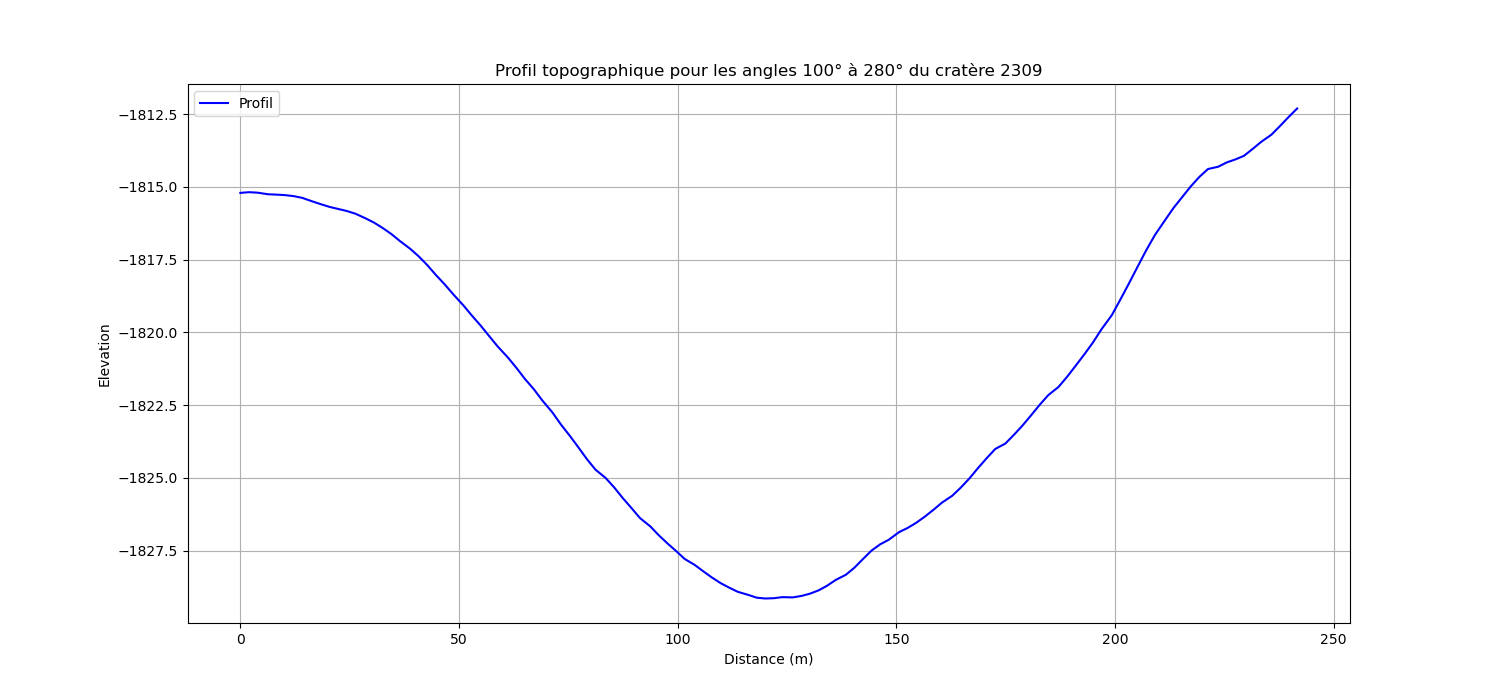 Profil topographique pour les angles 100° à 280° du cratère 2309
Profil
−1812.5
−1815.0
−1817.5
−1820.0
−1822.5
−1825.0
−1827.5
Elevation
0 50 100 150 200 250
Distance (m)